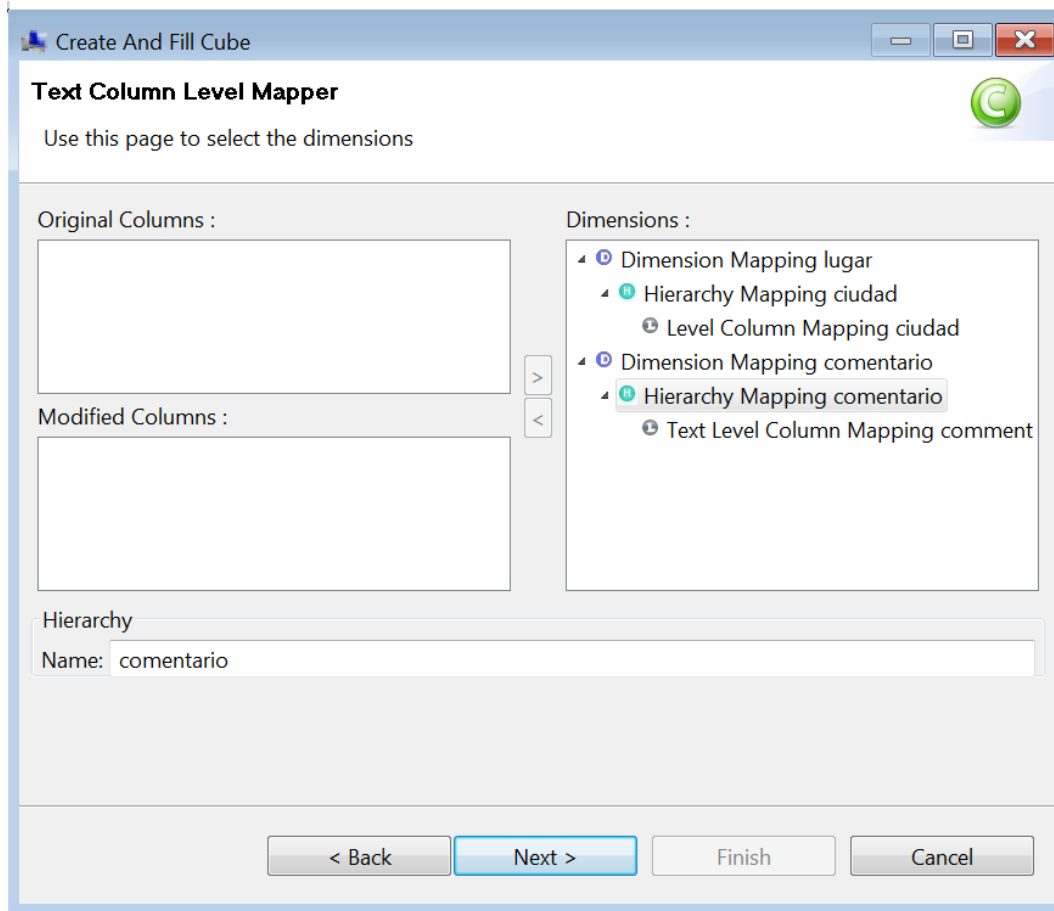 Create And Fill Cube
Text Column Level Mapper
Use this page to select the dimensions
Original Columns :
Modified Columns :
>
<
Dimensions :
Dimension Mapping lugar
Hierarchy Mapping ciudad
Level Column Mapping ciudad
Dimension Mapping comentario
Hierarchy Mapping comentario
Text Level Column Mapping comment
Hierarchy
Name: comentario
< Back Next > Finish Cancel